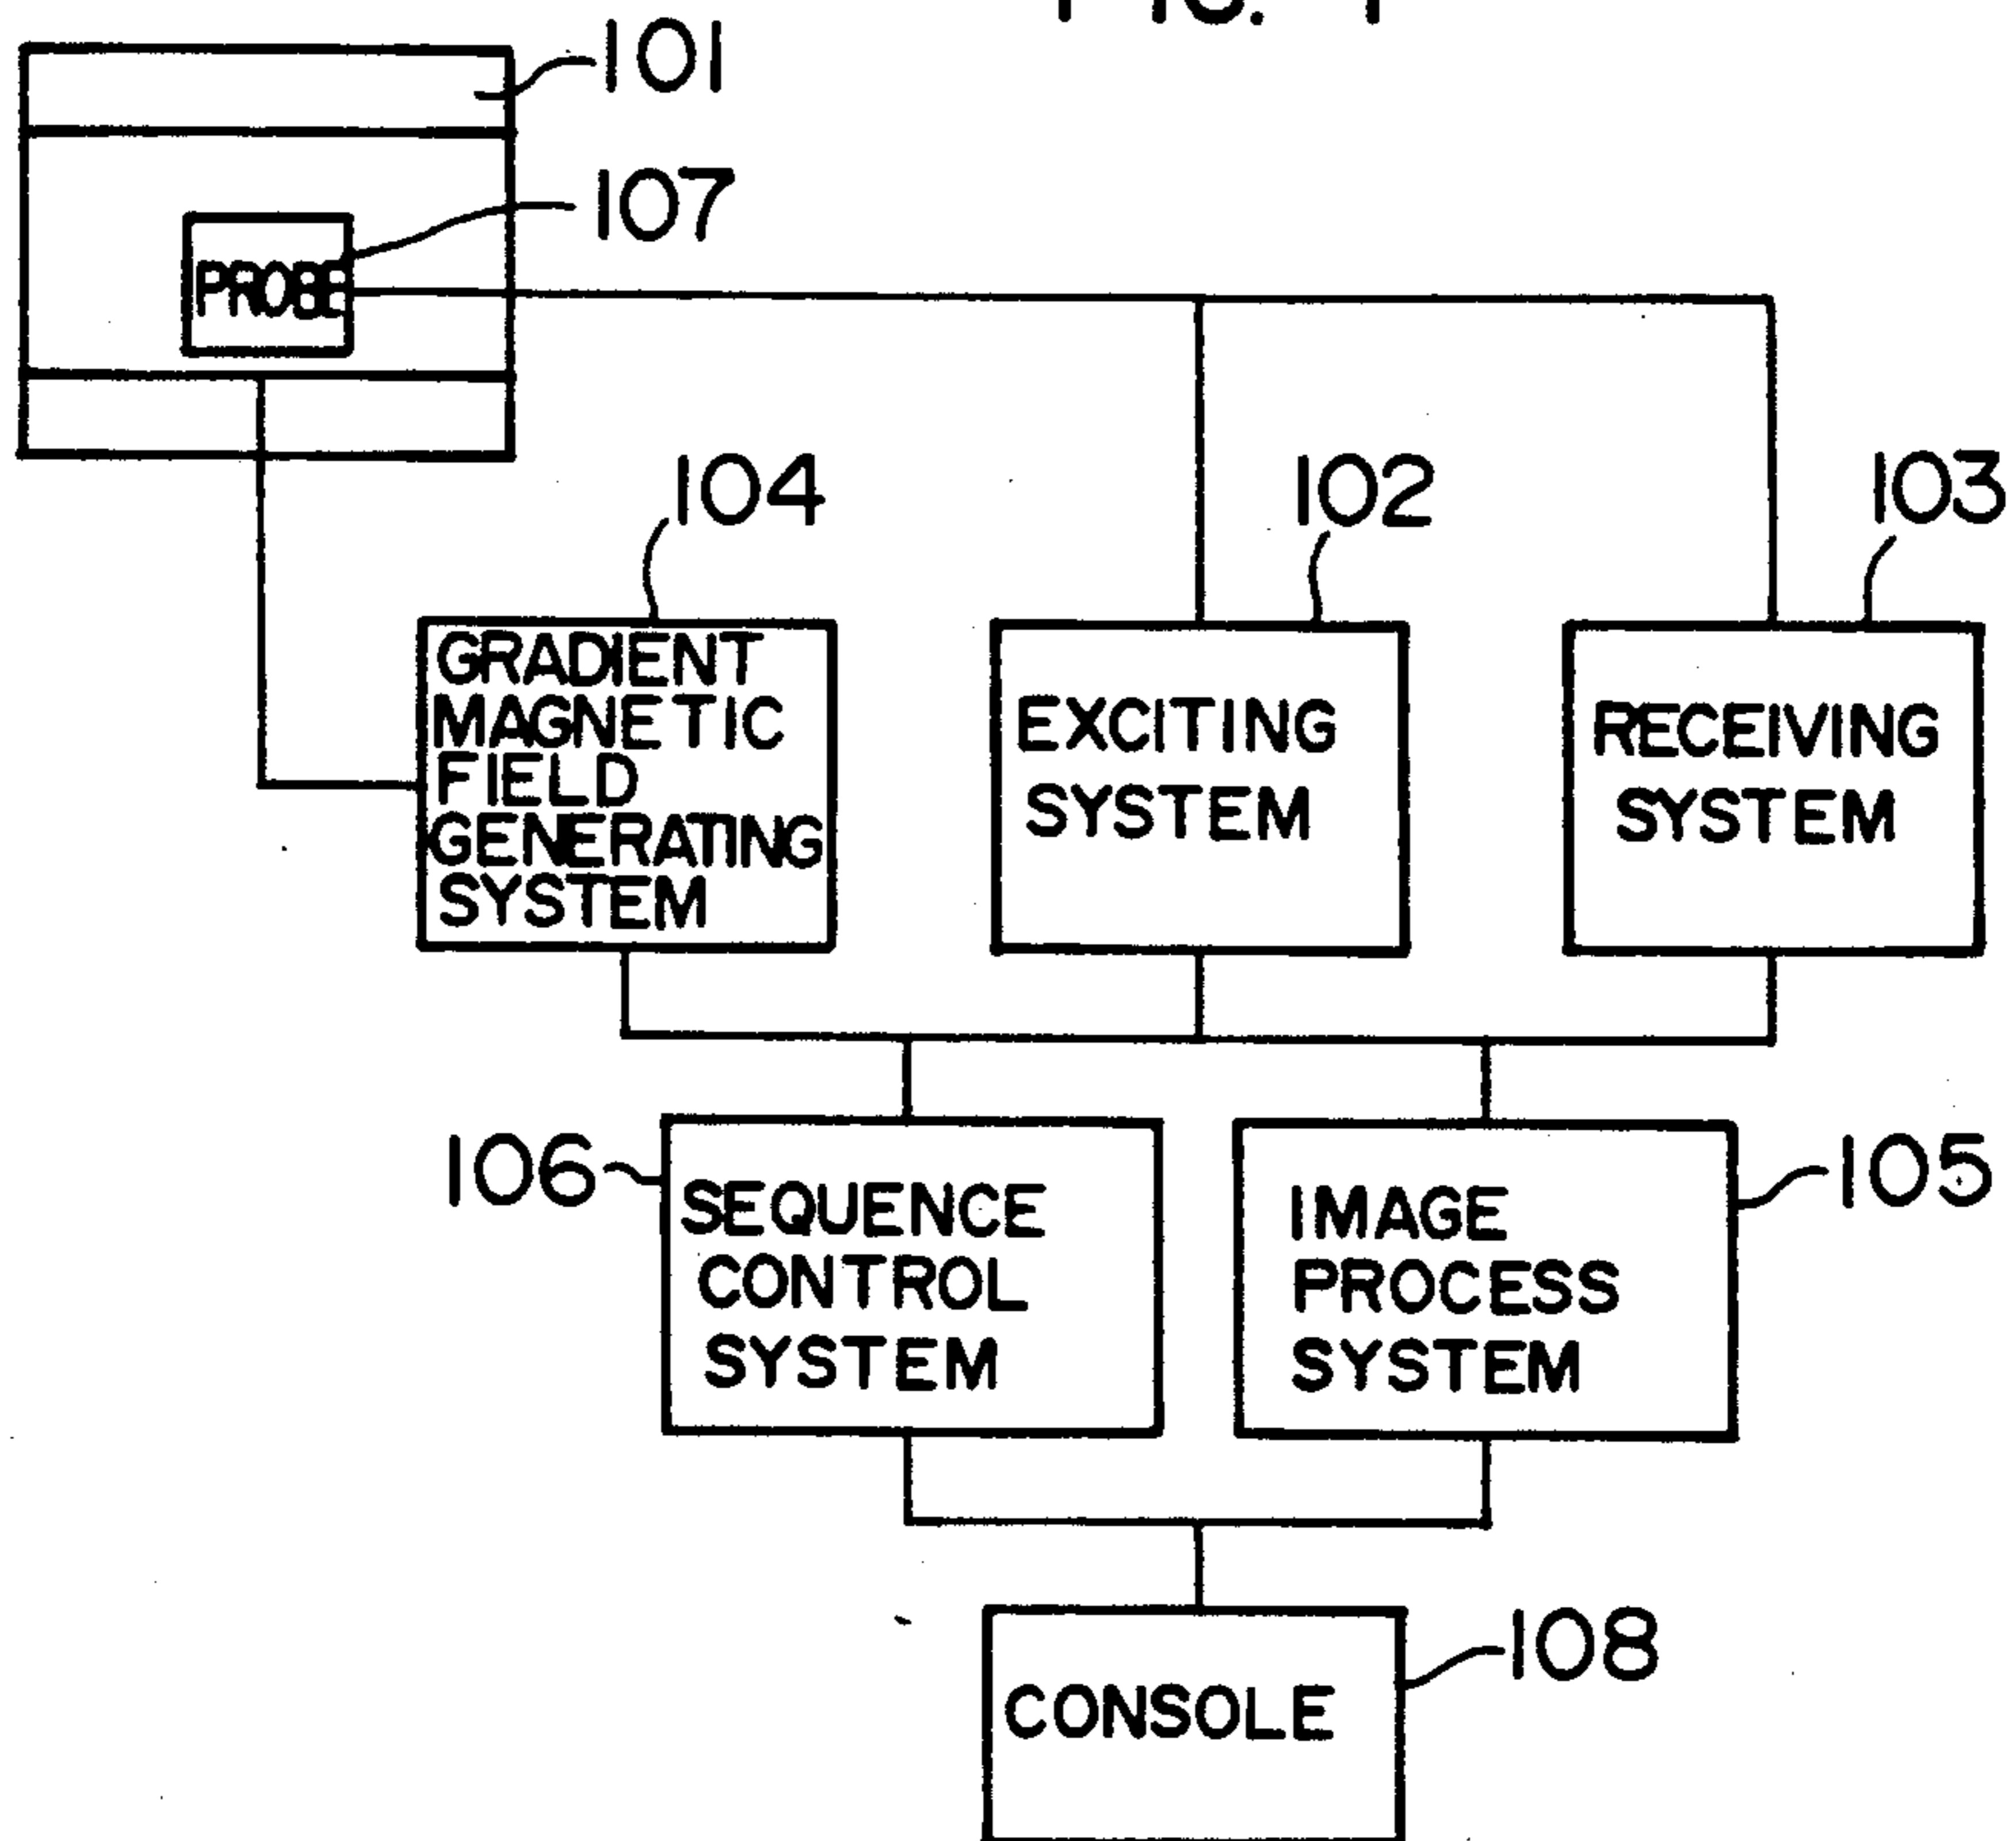 101
107
PROBE
104
102
103
GRADIENT
MAGNETIC
FIELD
GENERATING
SYSTEM
EXCITING
SYSTEM
RECEIVING
SYSTEM
106
SEQUENCE
CONTROL
SYSTEM
IMAGE
PROCESS
SYSTEM
105
108
CONSOLE